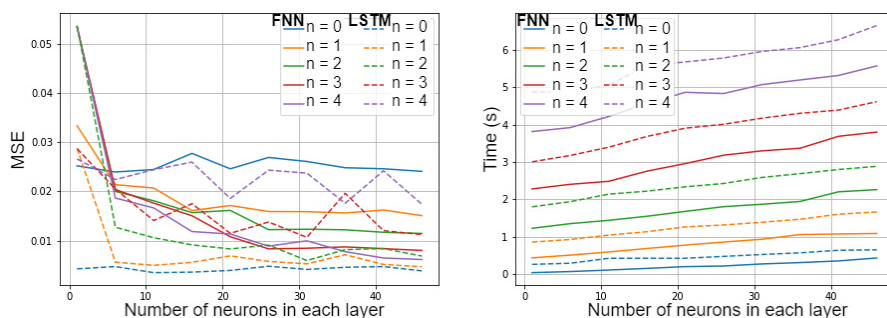 FNN LSTM
n = 0 n = 0
n = 1 n = 1
n = 2 n = 2
n = 3 n = 3
n = 4 n = 4
0.05
0.04
0.03
0.02
0.01
MSE
0 10 20 30 40
Number of neurons in each layer
FNN LSTM
n = 0 n = 0
n = 1 n = 1
n = 2 n = 2
n = 3 n = 3
n = 4 n = 4
6
5
4
3
2
1
0
Time (s)
0 10 20 30 40
Number of neurons in each layer